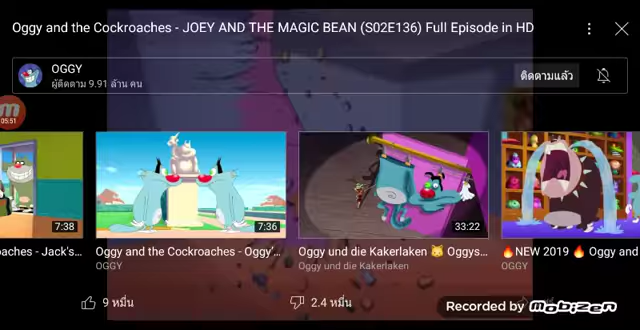 Oggy and the Cockroaches - JOEY AND THE MAGIC BEAN (S02E136) Full Episode in HD
OGGY
ผู้ติดตาม 9.91 ล้าน คน
ติดตามแล้ว
05:51
7:38
7:36
33:22
oaches - Jack's...
Oggy and the Cockroaches - Oggy'...
Oggy und die Kakerlaken 😿 Oggys...
🔥NEW 2019 🔥 Oggy and
OGGY
Oggy und die Kakerlaken
OGGY
9 หมื่น
2.4 หมื่น
Recorded by Mobizen